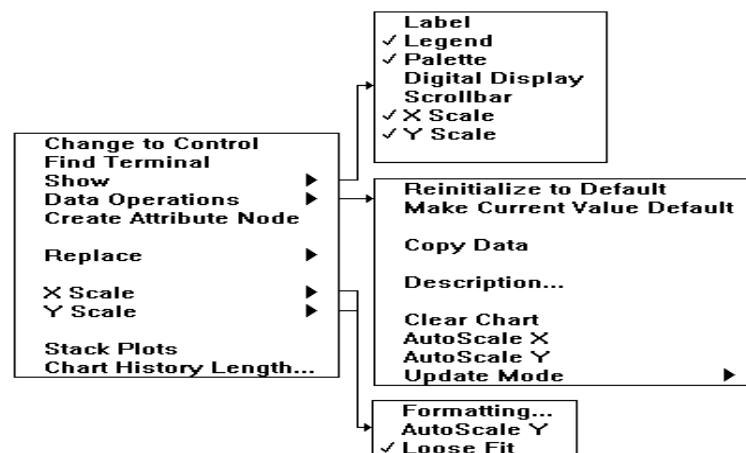 Label
✓ Legend
✓ Palette
Digital Display
Scrollbar
✓ X Scale
✓ Y Scale
Change to Control
Find Terminal
Show
Data Operations
Create Attribute Node
Replace
X Scale
Y Scale
Stack Plots
Chart History Length...
Reinitialize to Default
Make Current Value Default
Copy Data
Description...
Clear Chart
AutoScale X
AutoScale Y
Update Mode
Formatting...
AutoScale Y
✓ Loose Fit